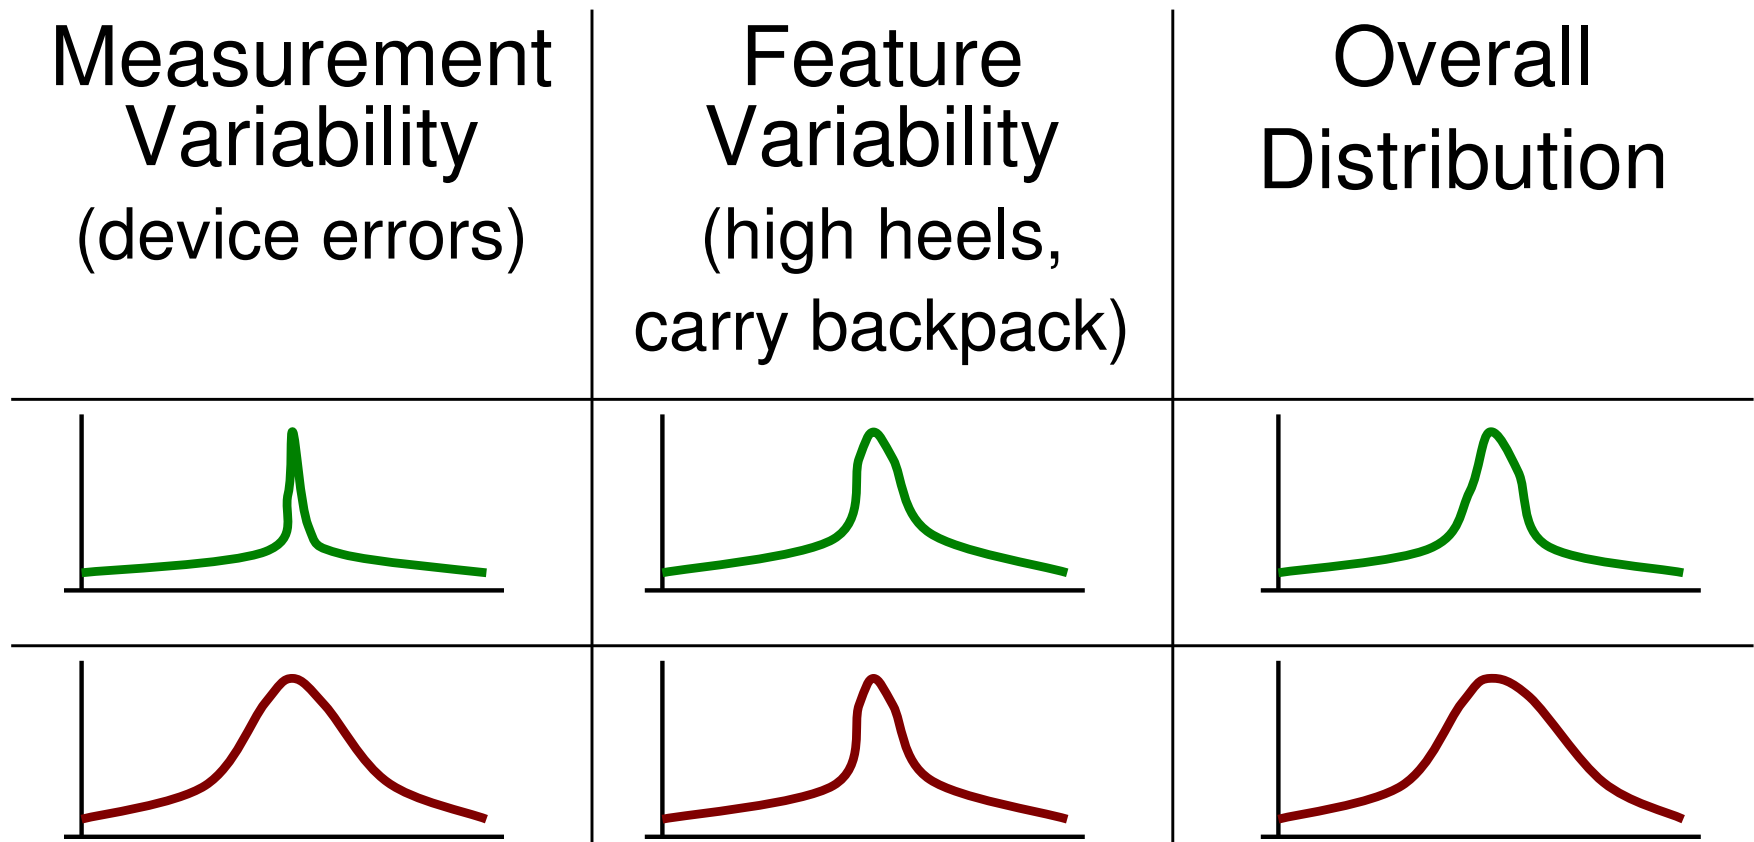 Measurement
Variability
(device errors)
Feature
Variability
(high heels,
carry backpack)
Overall
Distribution